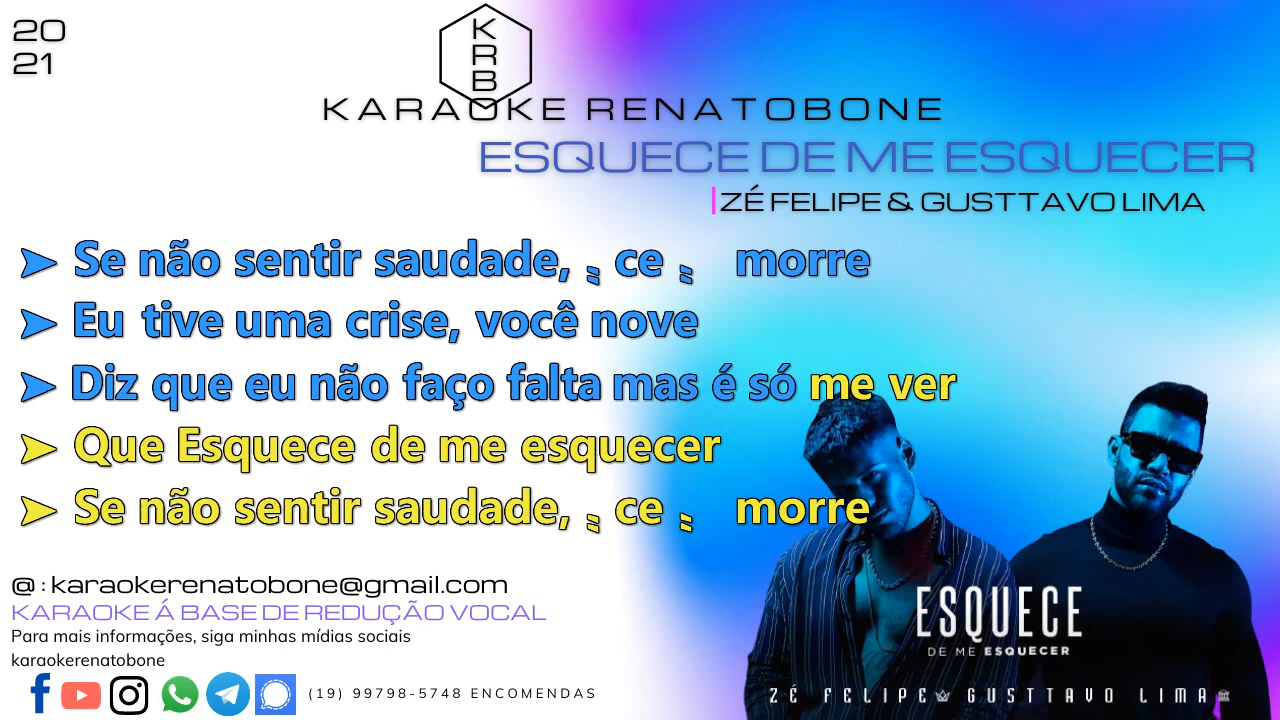 20
21
K
R
B
KARAOKE RENATOBONE
ESQUECE DE ME ESQUECER
ZÉ FELIPE & GUSTTAVO LIMA
➤ Se não sentir saudade, ; ce ; morre
➤ Eu tive uma crise, você nove
➤ Diz que eu não faço falta mas é só me ver
➤ Que Esquece de me esquecer
➤ Se não sentir saudade, ; ce ; morre
@ : karaokerenatobone@gmail.com
KARAOKE Á BASE DE REDUÇÃO VOCAL
Para mais informações, siga minhas mídias sociais
karaokerenatobone
(19) 99798-5748 ENCOMENDAS
ESQUECE
DE ME ESQUECER
ZÉ FELIPE GUSTTAVO LIMA